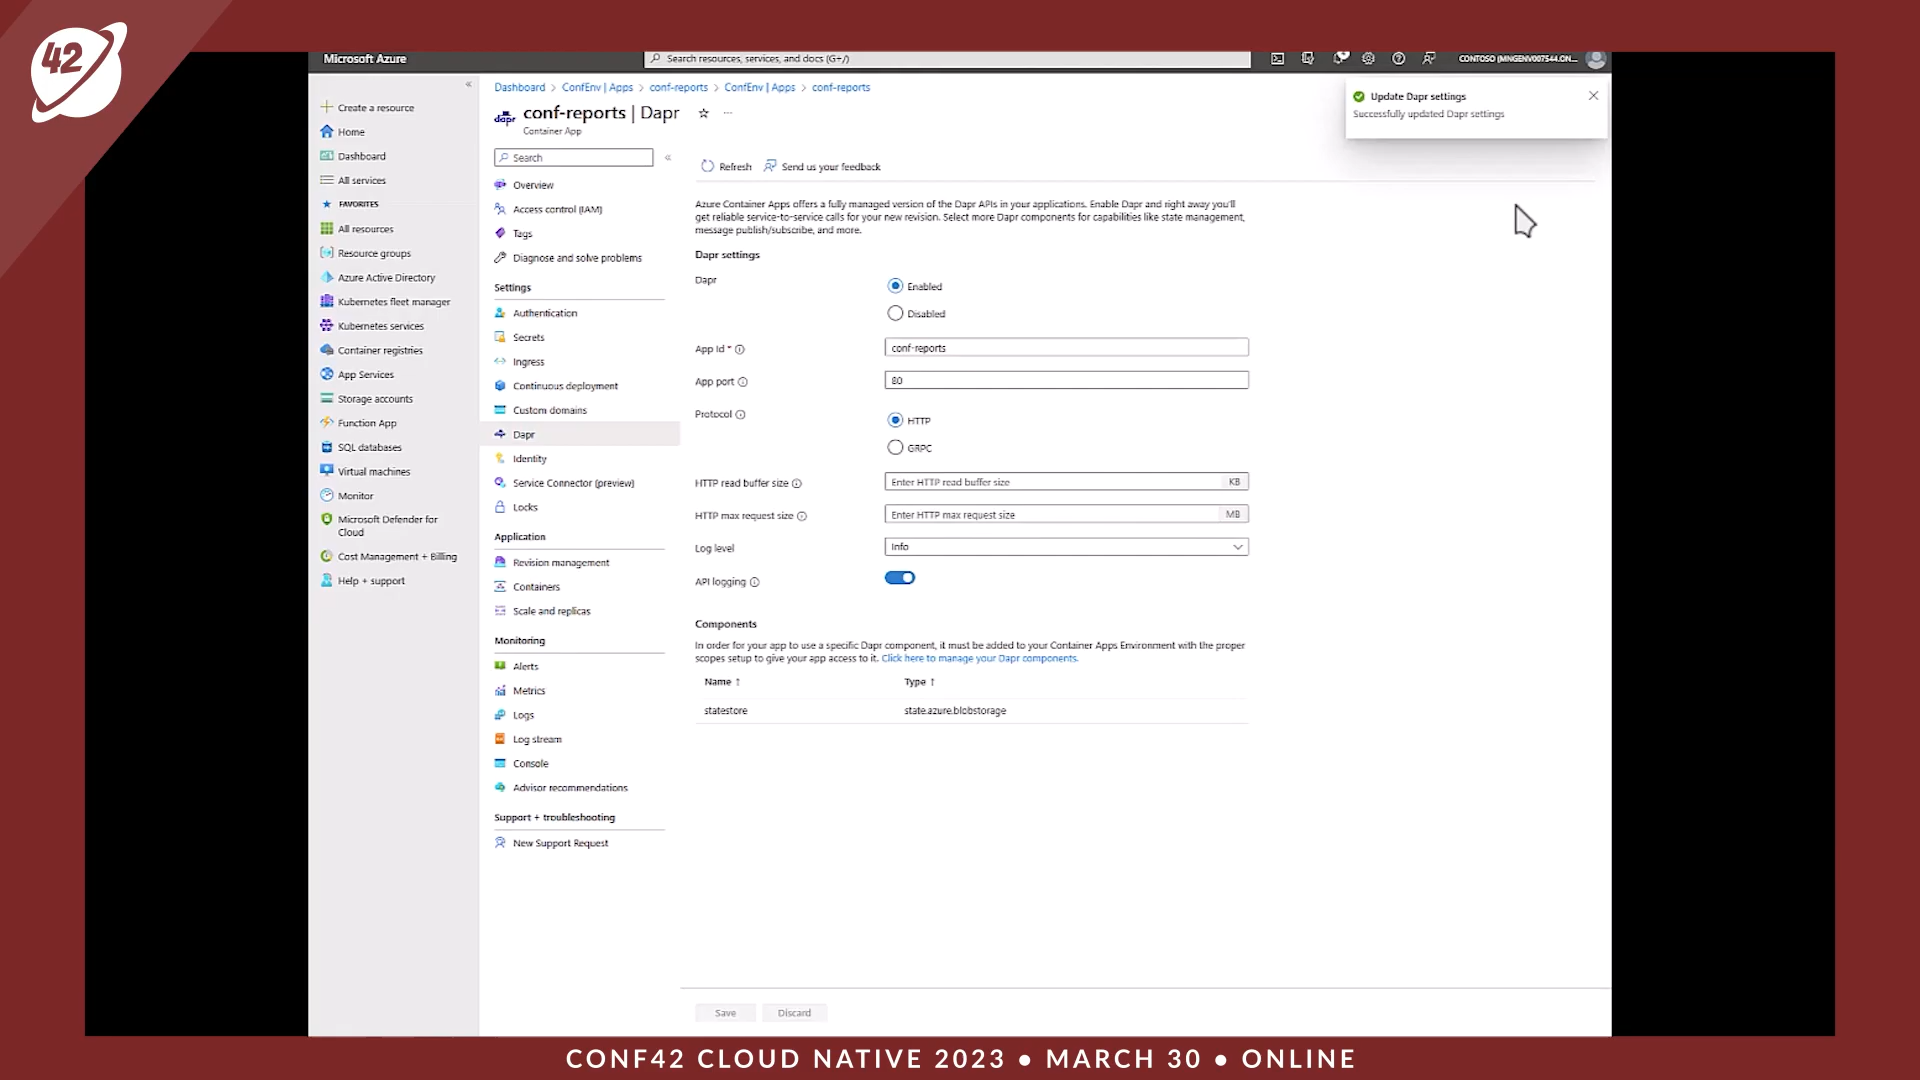 42
Microsoft Azure
Search resources, services, and docs (G+/)
CONTOSO (MNGENV007544.ON...
Create a resource
Home
Dashboard
All services
FAVORITES
All resources
Resource groups
Azure Active Directory
Kubernetes fleet manager
Kubernetes services
Container registries
App Services
Storage accounts
Function App
SQL databases
Virtual machines
Monitor
Microsoft Defender for
Cloud
Cost Management + Billing
Help + support
Dashboard > ConfEnv | Apps > conf-reports > ConfEnv | Apps > conf-reports
dapr
conf-reports | Dapr
Container App
Search
Overview
Access control (IAM)
Tags
Diagnose and solve problems
Settings
Authentication
Secrets
Ingress
Continuous deployment
Custom domains
Dapr
Identity
Service Connector (preview)
Locks
Application
Revision management
Containers
Scale and replicas
Monitoring
Alerts
Metrics
Logs
Log stream
Console
Advisor recommendations
Support + troubleshooting
New Support Request
Update Dapr settings
Successfully updated Dapr settings
Refresh
Send us your feedback
Azure Container Apps offers a fully managed version of the Dapr APIs in your applications. Enable Dapr and right away you'll
get reliable service-to-service calls for your new revision. Select more Dapr components for capabilities like state management,
message publish/subscribe, and more.
Dapr settings
Dapr
Enabled
Disabled
App Id *
conf-reports
App port
80
Protocol
HTTP
GRPC
HTTP read buffer size
Enter HTTP read buffer size KB
HTTP max request size
Enter HTTP max request size MB
Log level
Info
API logging
Components
In order for your app to use a specific Dapr component, it must be added to your Container Apps Environment with the proper
scopes setup to give your app access to it. Click here to manage your Dapr components.
Name ↑ Type ↑
statestore state.azure.blobstorage
Save Discard
CONF42 CLOUD NATIVE 2023 • MARCH 30 • ONLINE